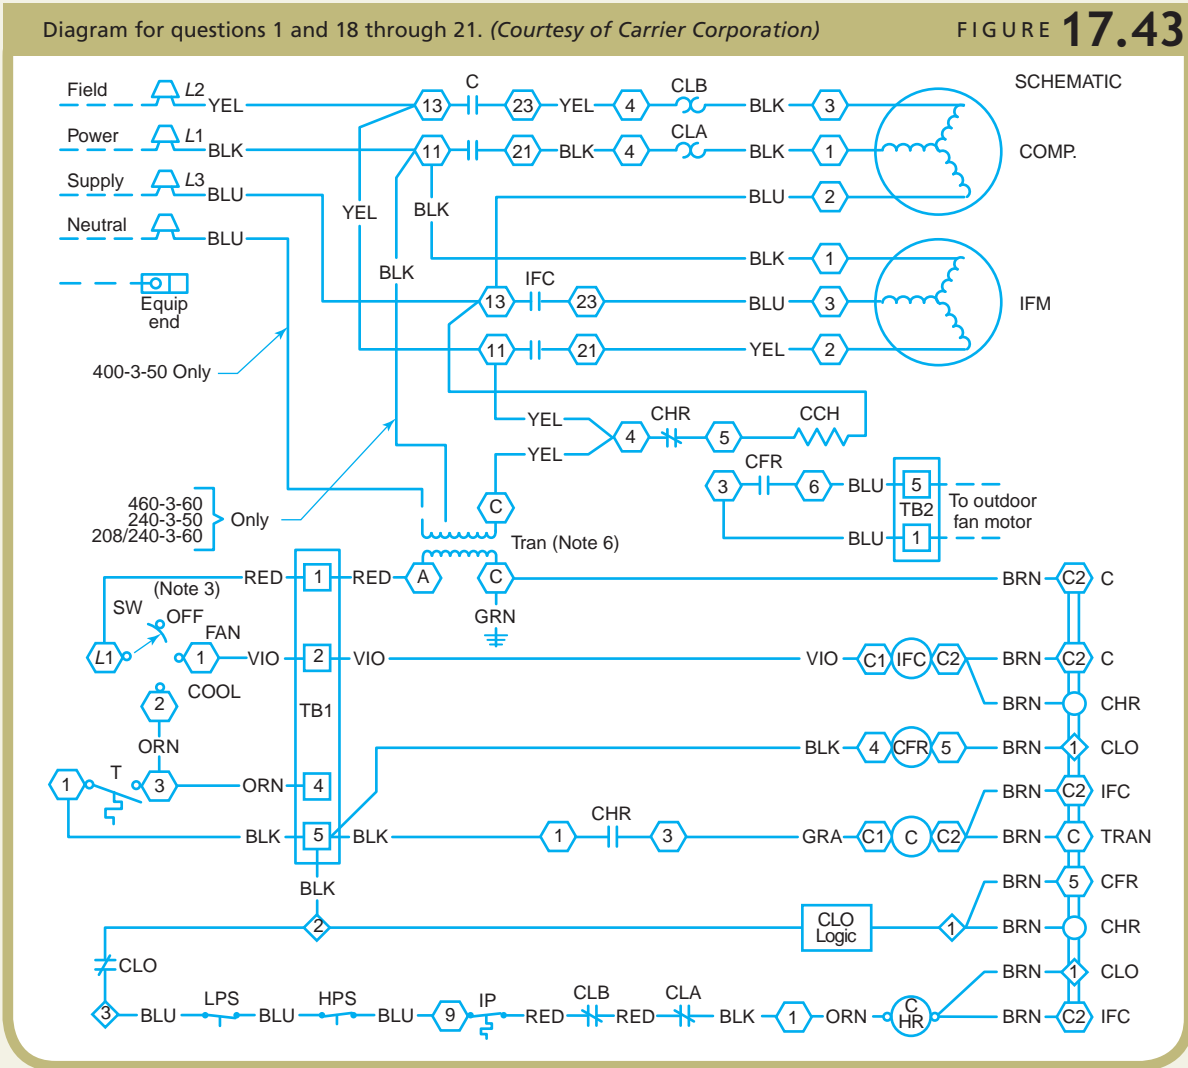 Diagram for questions 1 and 18 through 21. (Courtesy of Carrier Corporation) FIGURE 17.43
SCHEMATIC
Field L2 YEL 13 C 23 YEL 4 CLB BLK 3
Power L1 BLK 11 21 BLK 4 CLA BLK 1 COMP.
Supply L3 BLU YEL BLK BLU 2
Neutral BLU
BLK BLK 1
Equip
end
13 IFC 23 BLU 3 IFM
11 21 YEL 2
400-3-50 Only
YEL 4 CHR 5 CCH
YEL
3 CFR 6 BLU 5
TB2
BLU 1
To outdoor
fan motor
460-3-60
240-3-50
208/240-3-60
Only
C
Tran (Note 6)
RED 1 RED A C BRN C2 C
GRN
(Note 3)
SW OFF
FAN
L1 1 VIO 2 VIO VIO C1 IFC C2 BRN C2 C
COOL
BRN CHR
2 TB1
ORN BLK 4 CFR 5 BRN 1 CLO
1 T 3 ORN 4 BRN C2 IFC
BLK 5 BLK 1 CHR 3 GRA C1 C C2 BRN C TRAN
BLK BRN 5 CFR
2 CLO
Logic 1 BRN CHR
CLO BRN 1 CLO
3 BLU LPS BLU HPS BLU 9 IP RED CLB RED CLA BLK 1 ORN C
HR BRN C2 IFC